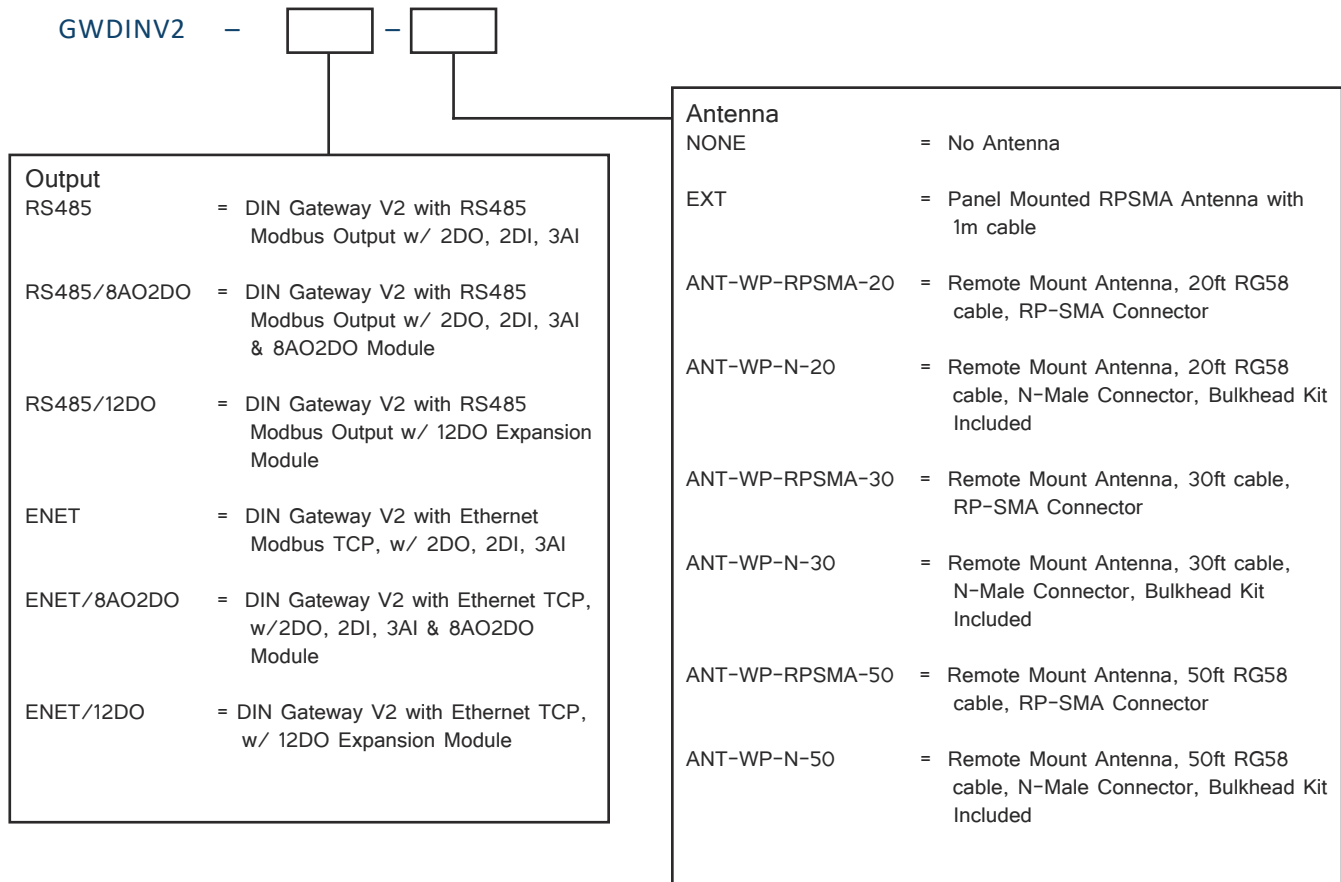 GWDINV2 – –
Output
RS485 = DIN Gateway V2 with RS485
Modbus Output w/ 2DO, 2DI, 3AI
RS485/8AO2DO = DIN Gateway V2 with RS485
Modbus Output w/ 2DO, 2DI, 3AI
& 8AO2DO Module
RS485/12DO = DIN Gateway V2 with RS485
Modbus Output w/ 12DO Expansion
Module
ENET = DIN Gateway V2 with Ethernet
Modbus TCP, w/ 2DO, 2DI, 3AI
ENET/8AO2DO = DIN Gateway V2 with Ethernet TCP,
w/2DO, 2DI, 3AI & 8AO2DO
Module
ENET/12DO = DIN Gateway V2 with Ethernet TCP,
w/ 12DO Expansion Module
Antenna
NONE = No Antenna
EXT = Panel Mounted RPSMA Antenna with
1m cable
ANT-WP-RPSMA-20 = Remote Mount Antenna, 20ft RG58
cable, RP-SMA Connector
ANT-WP-N-20 = Remote Mount Antenna, 20ft RG58
cable, N-Male Connector, Bulkhead Kit
Included
ANT-WP-RPSMA-30 = Remote Mount Antenna, 30ft cable,
RP-SMA Connector
ANT-WP-N-30 = Remote Mount Antenna, 30ft cable,
N-Male Connector, Bulkhead Kit
Included
ANT-WP-RPSMA-50 = Remote Mount Antenna, 50ft RG58
cable, RP-SMA Connector
ANT-WP-N-50 = Remote Mount Antenna, 50ft RG58
cable, N-Male Connector, Bulkhead Kit
Included